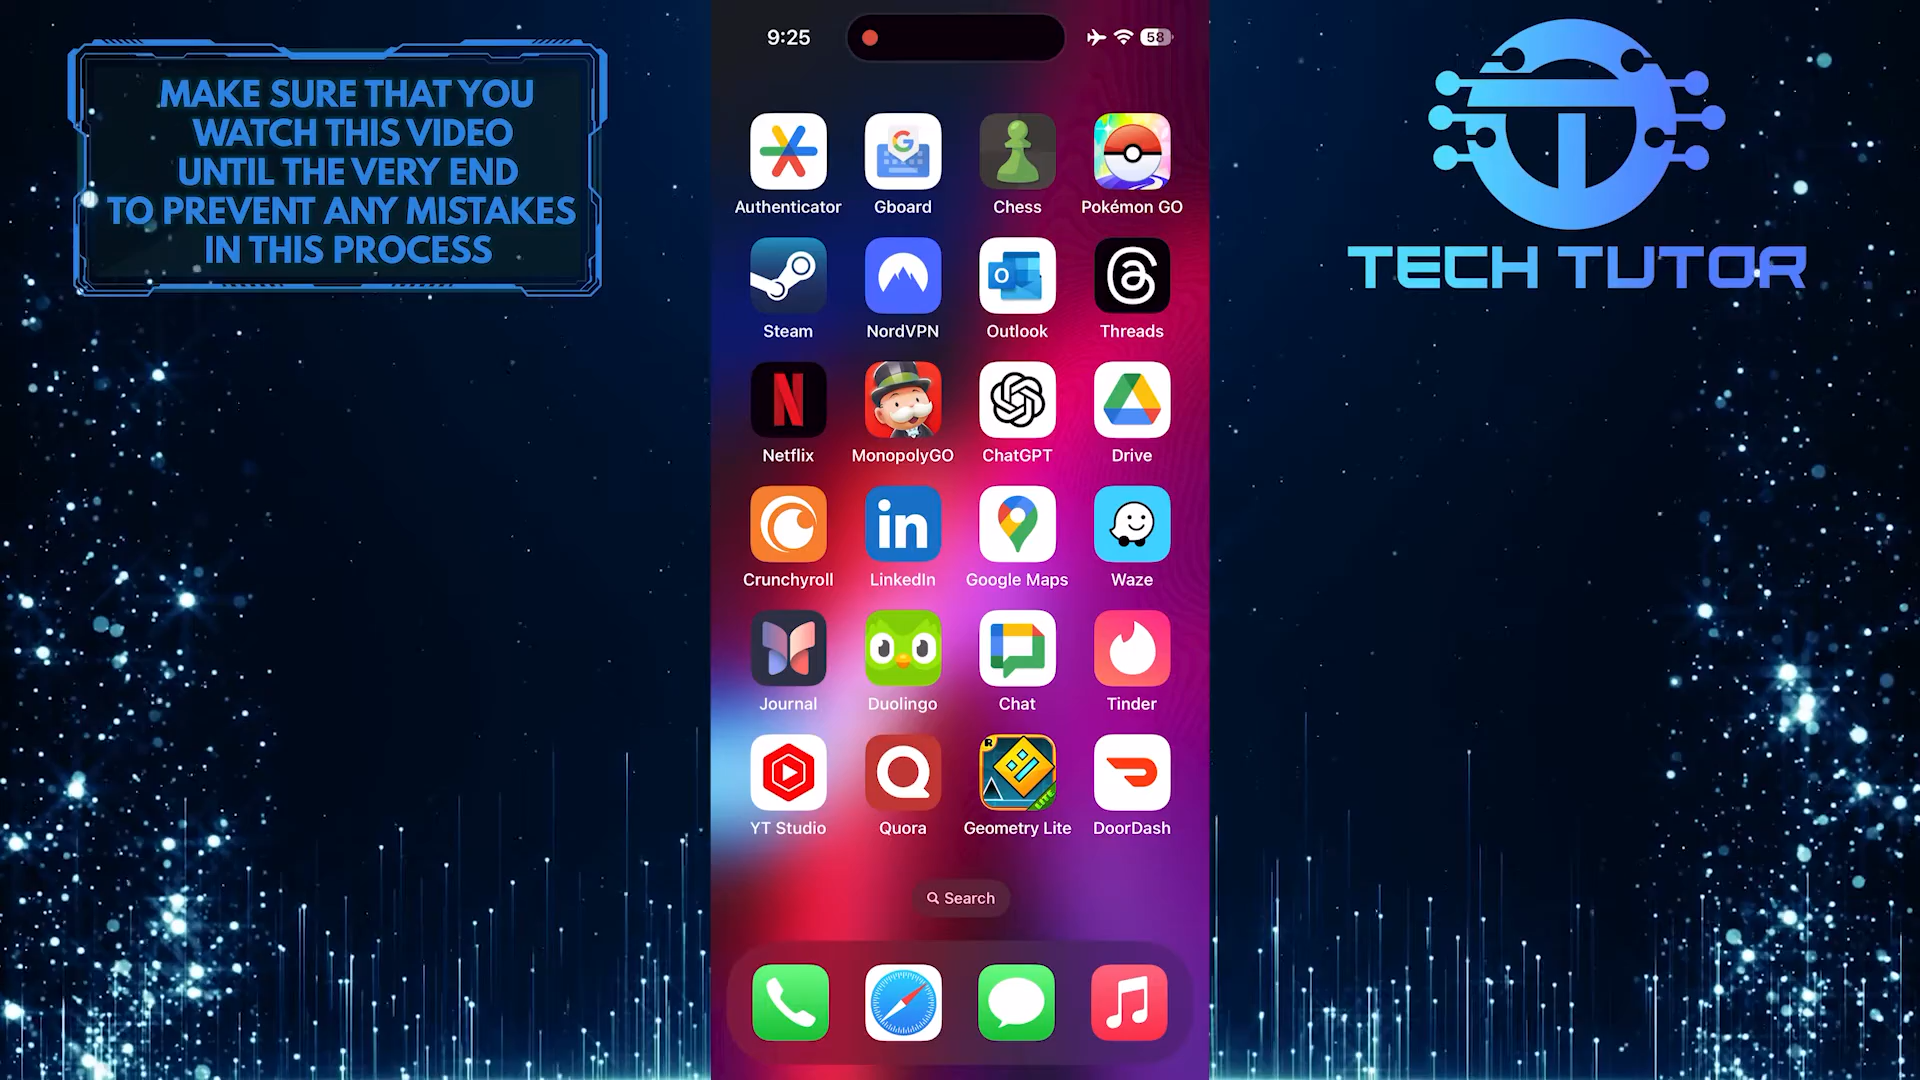 MAKE SURE THAT YOU
WATCH THIS VIDEO
UNTIL THE VERY END
TO PREVENT ANY MISTAKES
IN THIS PROCESS
9:25
58
Authenticator
Gboard
Chess
Pokémon GO
Steam
NordVPN
Outlook
Threads
Netflix
MonopolyGO
ChatGPT
Drive
Crunchyroll
LinkedIn
Google Maps
Waze
Journal
Duolingo
Chat
Tinder
YT Studio
Quora
Geometry Lite
DoorDash
Search
TECH TUTOR